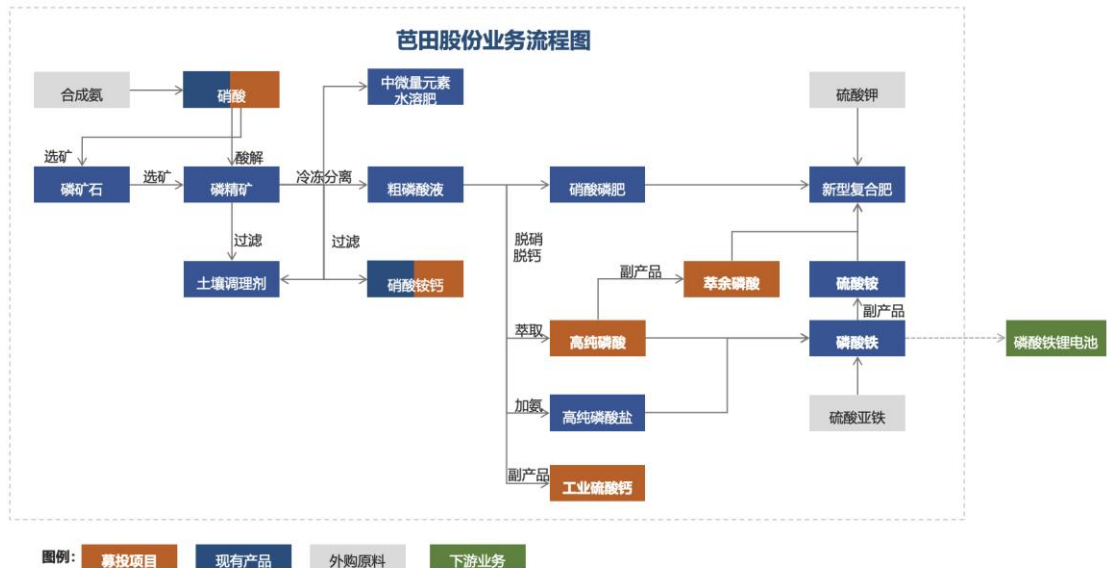 芭田股份业务流程图
合成氨
硝酸
中微量元素
水溶肥
硫酸钾
选矿
酸解
磷矿石
选矿
磷精矿
冷冻分离
粗磷酸液
硝酸磷肥
新型复合肥
过滤
过滤
脱硝
脱钙
土壤调理剂
硝酸铵钙
副产品
萃余磷酸
硫酸铵
副产品
萃取
高纯磷酸
磷酸铁
磷酸铁锂电池
加氨
高纯磷酸盐
硫酸亚铁
副产品
工业硫酸钙
图例：
募投项目
现有产品
外购原料
下游业务